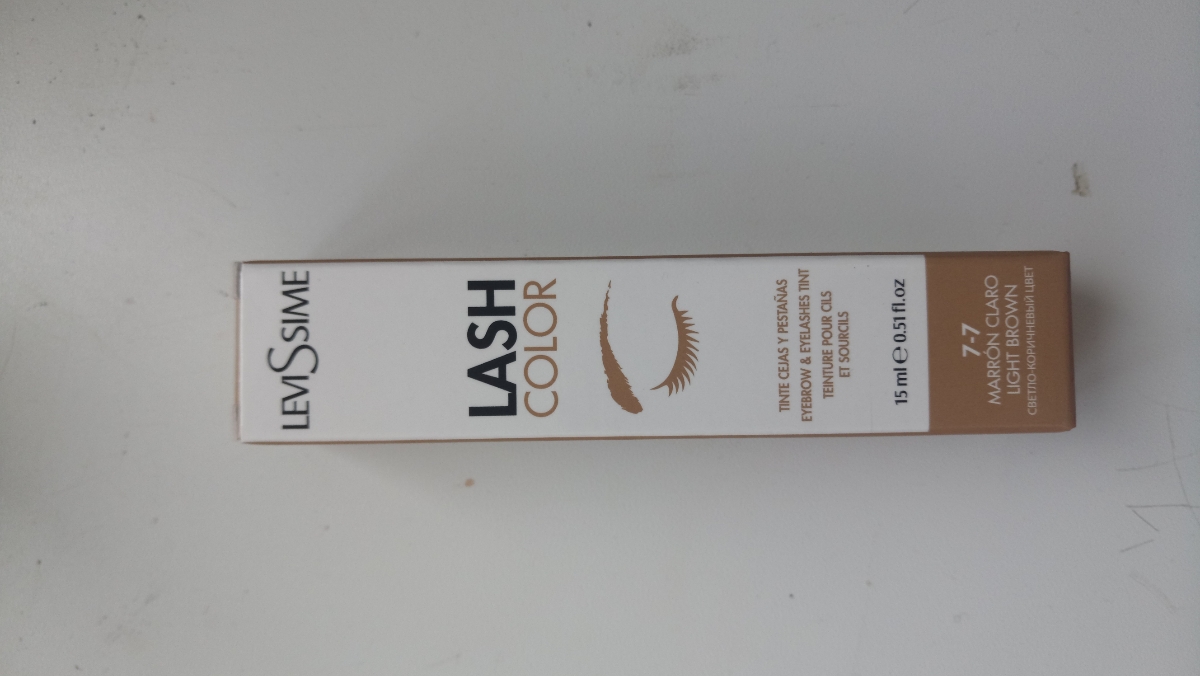 LEVISSIME
LASH
COLOR
TINTE CEJAS Y PESTAÑAS
EYEBROW & EYELASHES TINT
TEINTURE POUR CILS
ET SOURCILS
15 ml ℮ 0.51 fl.oz
7-7
MARRÓN CLARO
LIGHT BROWN
СВЕТЛО-КОРИЧНЕВЫЙ ЦВЕТ